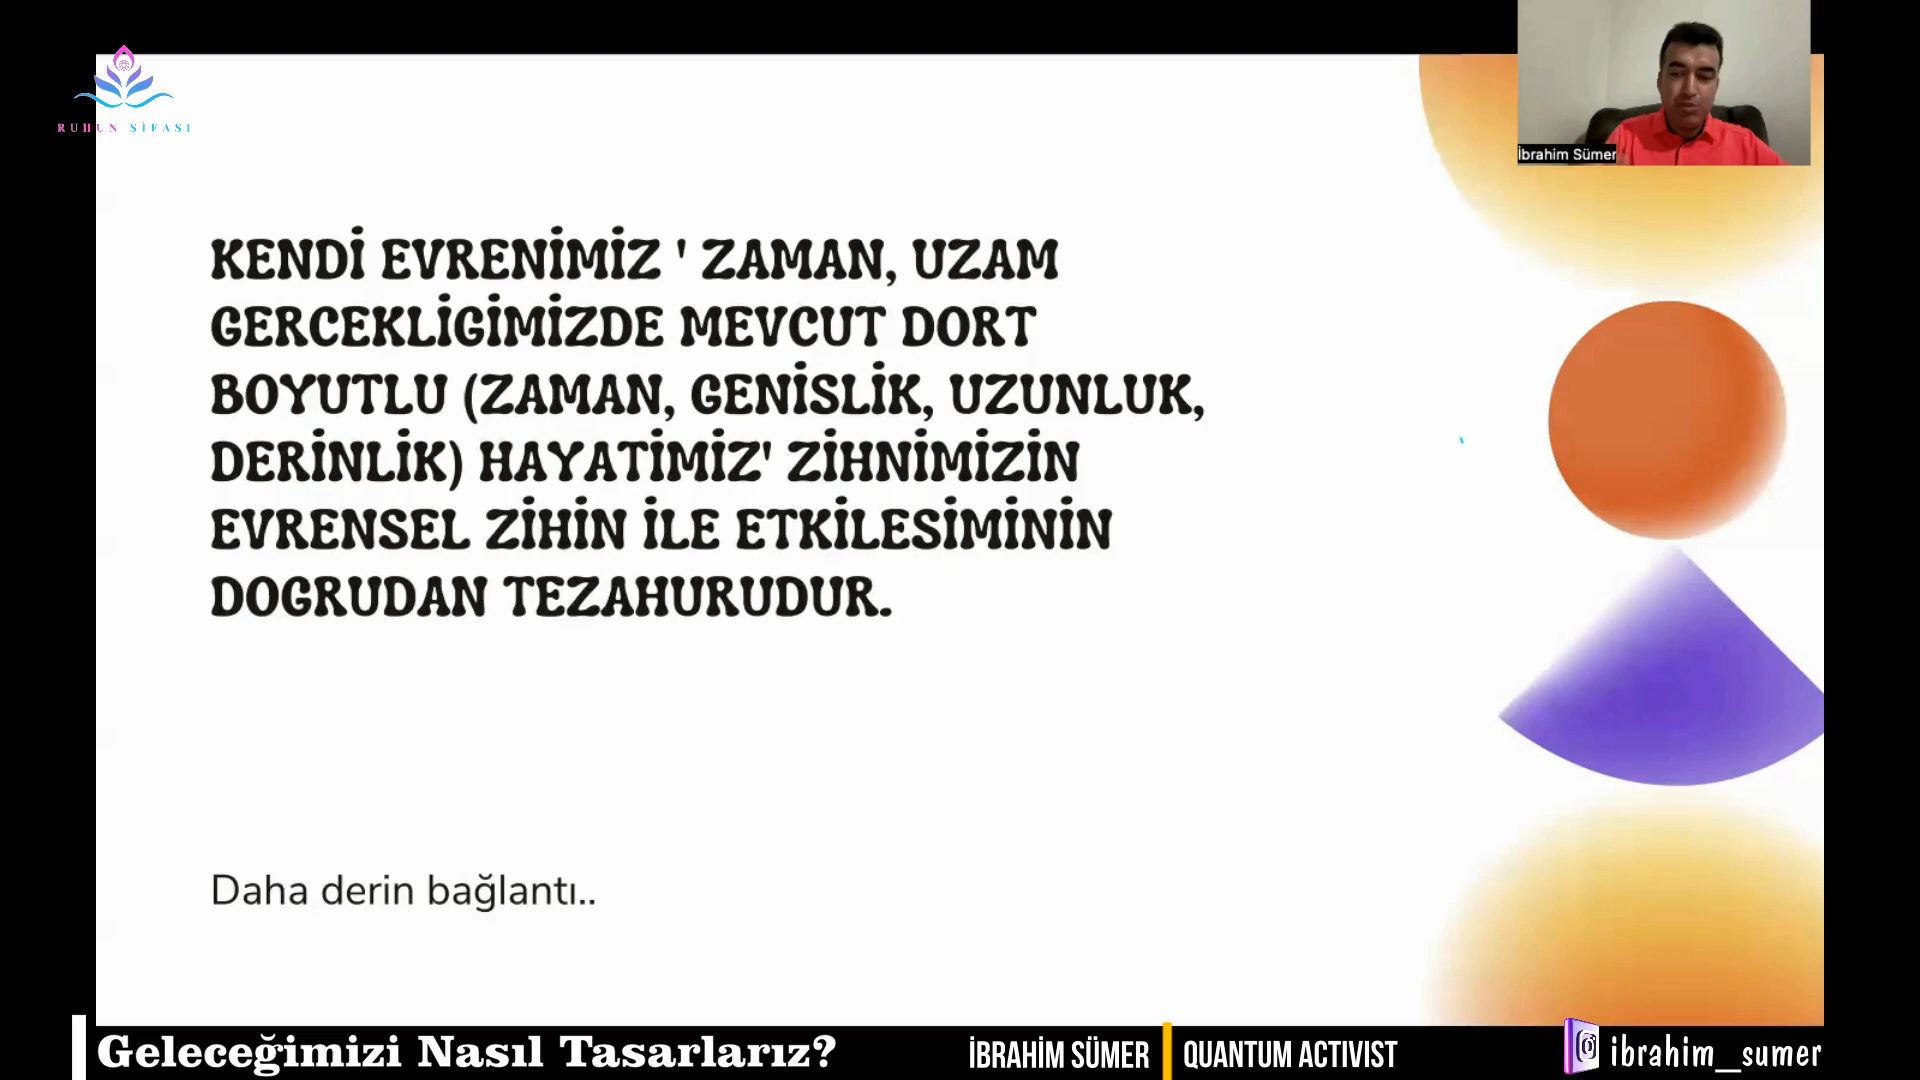 RUHUN ŞİFASI
İbrahim Sümer
KENDİ EVRENİMİZ ' ZAMAN, UZAM
GERCEKLİGİMİZDE MEVCUT DORT
BOYUTLU (ZAMAN, GENİSLİK, UZUNLUK,
DERİNLİK) HAYATİMİZ' ZİHNİMİZİN
EVRENSEL ZİHİN İLE ETKİLESİMİNİN
DOGRUDAN TEZAHURUDUR.
Daha derin bağlantı..
Geleceğimizi Nasıl Tasarlarız?
İBRAHİM SÜMER
QUANTUM ACTIVIST
ibrahim_sumer